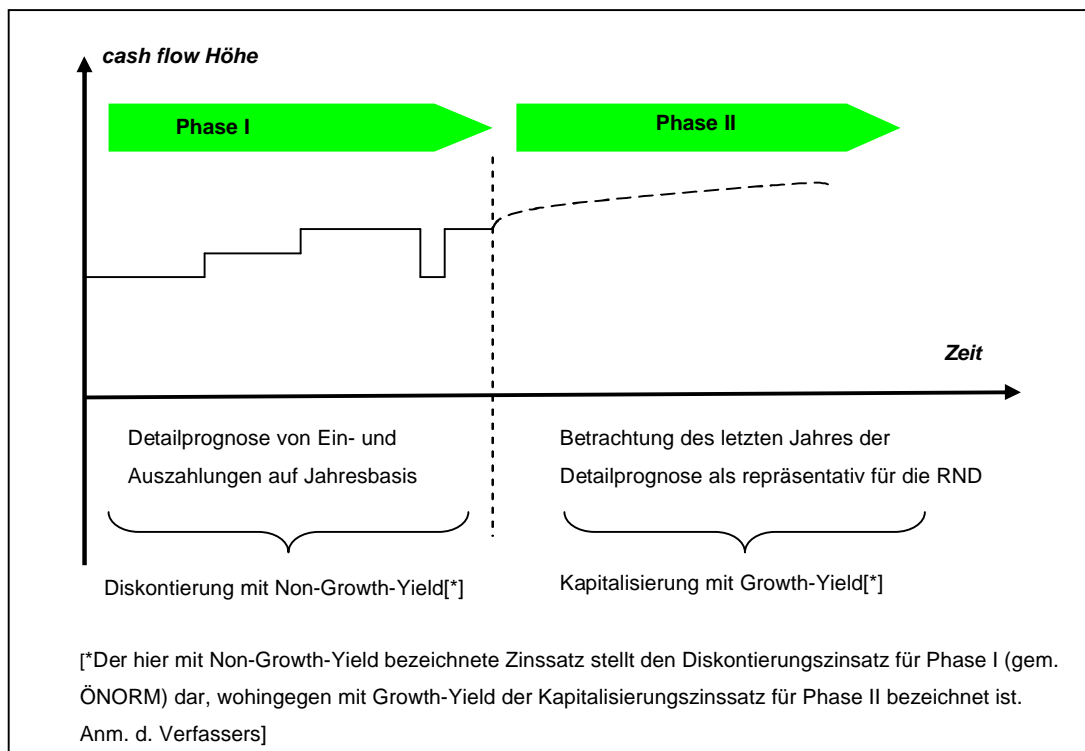 cash flow Höhe
Phase I
Phase II
Zeit
Detailprognose von Ein- und
Auszahlungen auf Jahresbasis
Betrachtung des letzten Jahres der
Detailprognose als repräsentativ für die RND
Diskontierung mit Non-Growth-Yield[*]
Kapitalisierung mit Growth-Yield[*]
[*Der hier mit Non-Growth-Yield bezeichnete Zinssatz stellt den Diskontierungszinsatz für Phase I (gem.
ÖNORM) dar, wohingegen mit Growth-Yield der Kapitalisierungszinssatz für Phase II bezeichnet ist.
Anm. d. Verfassers]